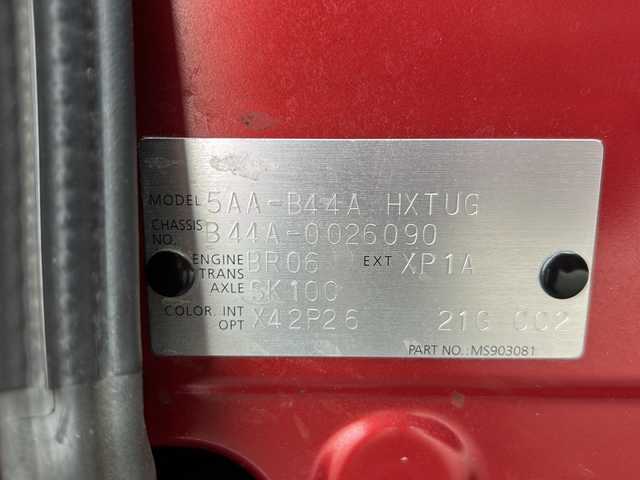 MODEL 5AA-B44A HXTUG
CHASSIS NO. B44A-0026090
ENGINE BR06 EXT XP1A
TRANS AXLE 5K100
COLOR. INT OPT X42P26 21G 002
PART NO.: MS903081